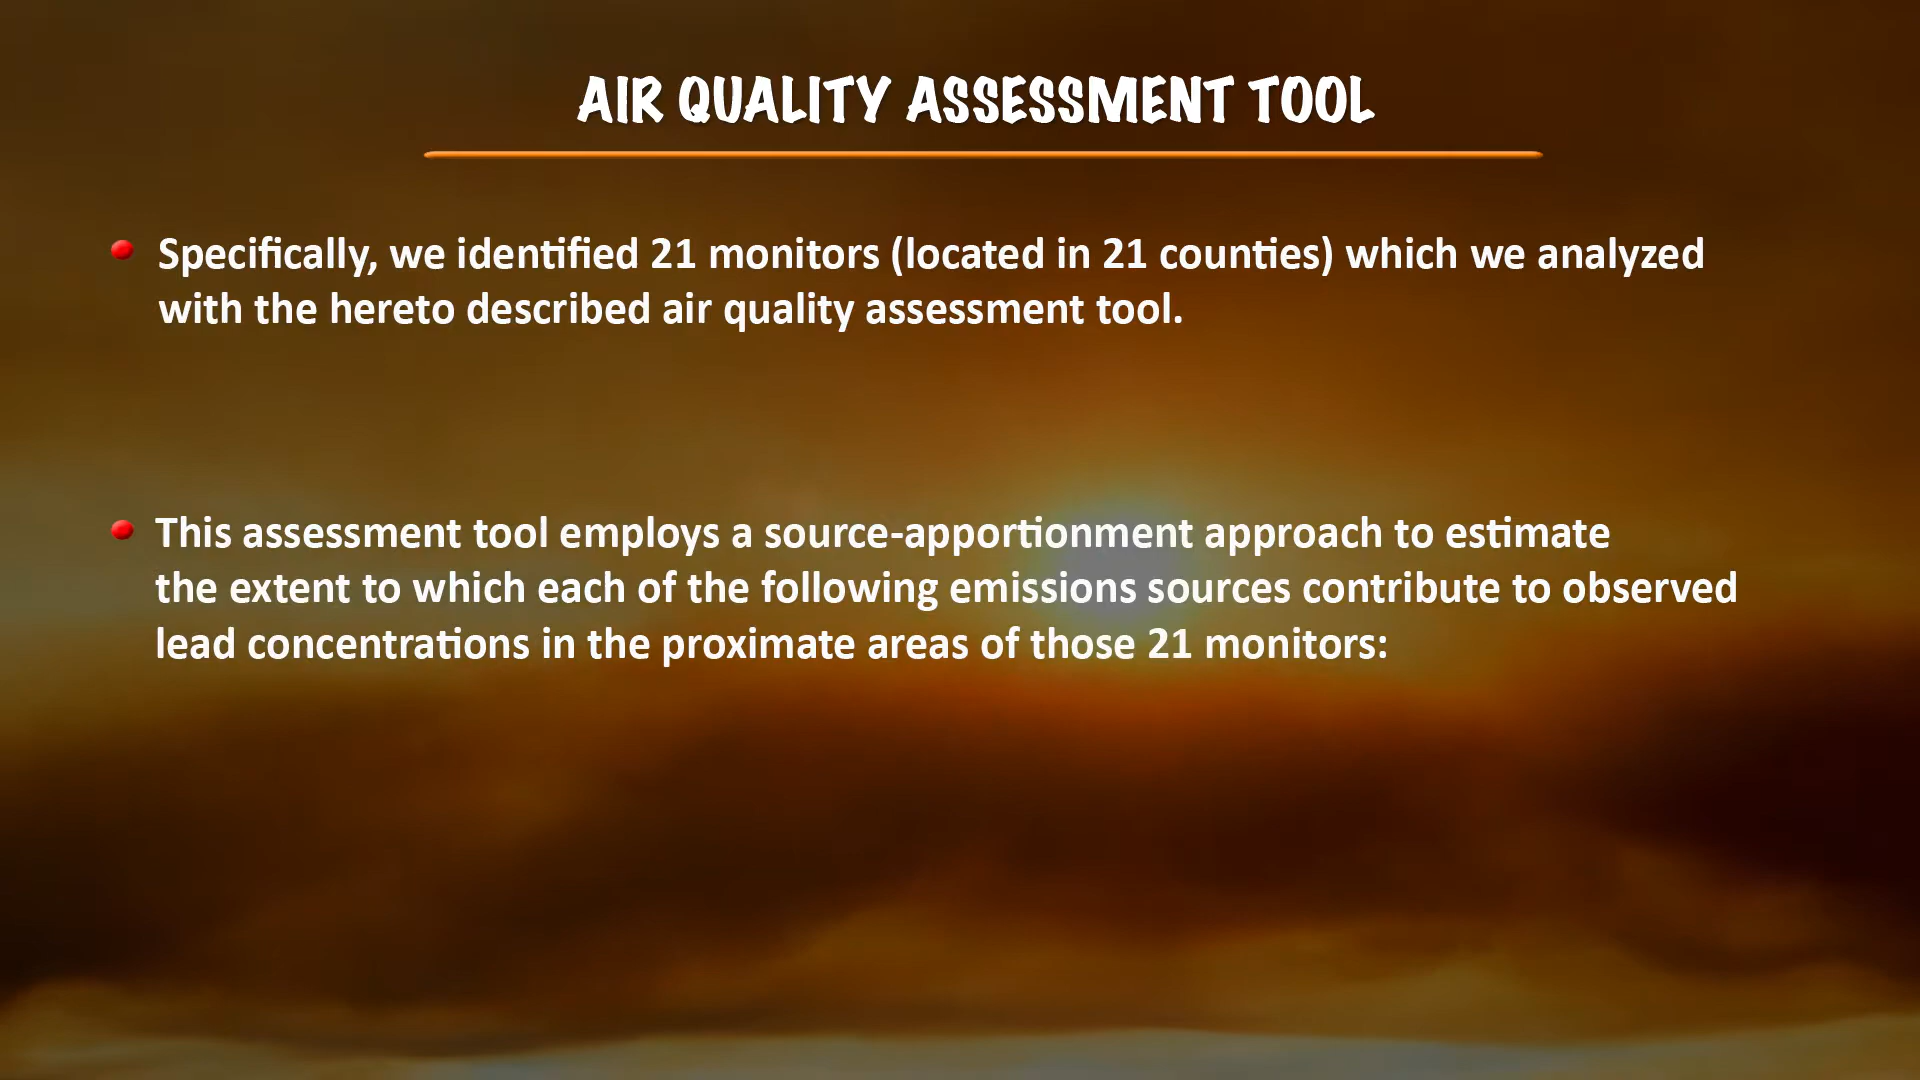 AIR QUALITY ASSESSMENT TOOL
Specifically, we identified 21 monitors (located in 21 counties) which we analyzed
with the hereto described air quality assessment tool.
This assessment tool employs a source-apportionment approach to estimate
the extent to which each of the following emissions sources contribute to observed
lead concentrations in the proximate areas of those 21 monitors: